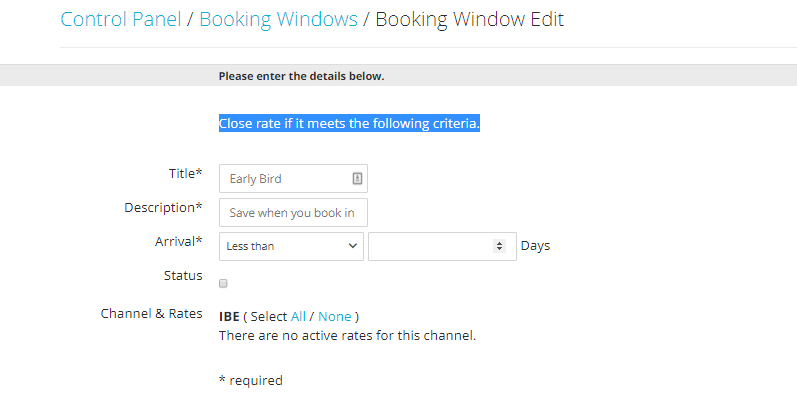 Control Panel / Booking Windows / Booking Window Edit
Please enter the details below.
Close rate if it meets the following criteria.
Title* Early Bird
Description* Save when you book in
Arrival* Less than Days
Status
Channel & Rates IBE ( Select All / None )
There are no active rates for this channel.
* required